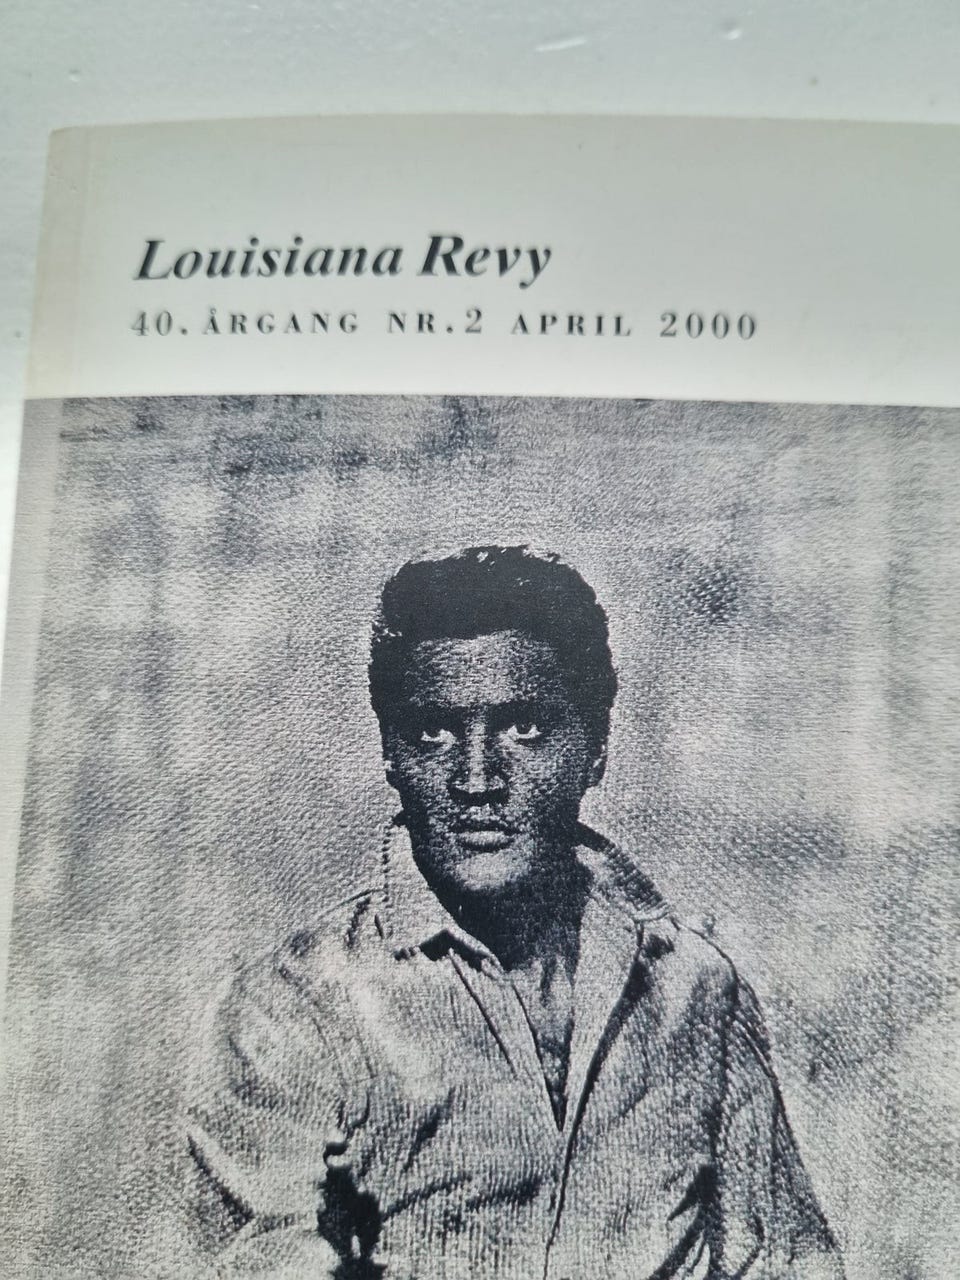 Louisiana Revy
40. ÅRGANG NR. 2 APRIL 2000